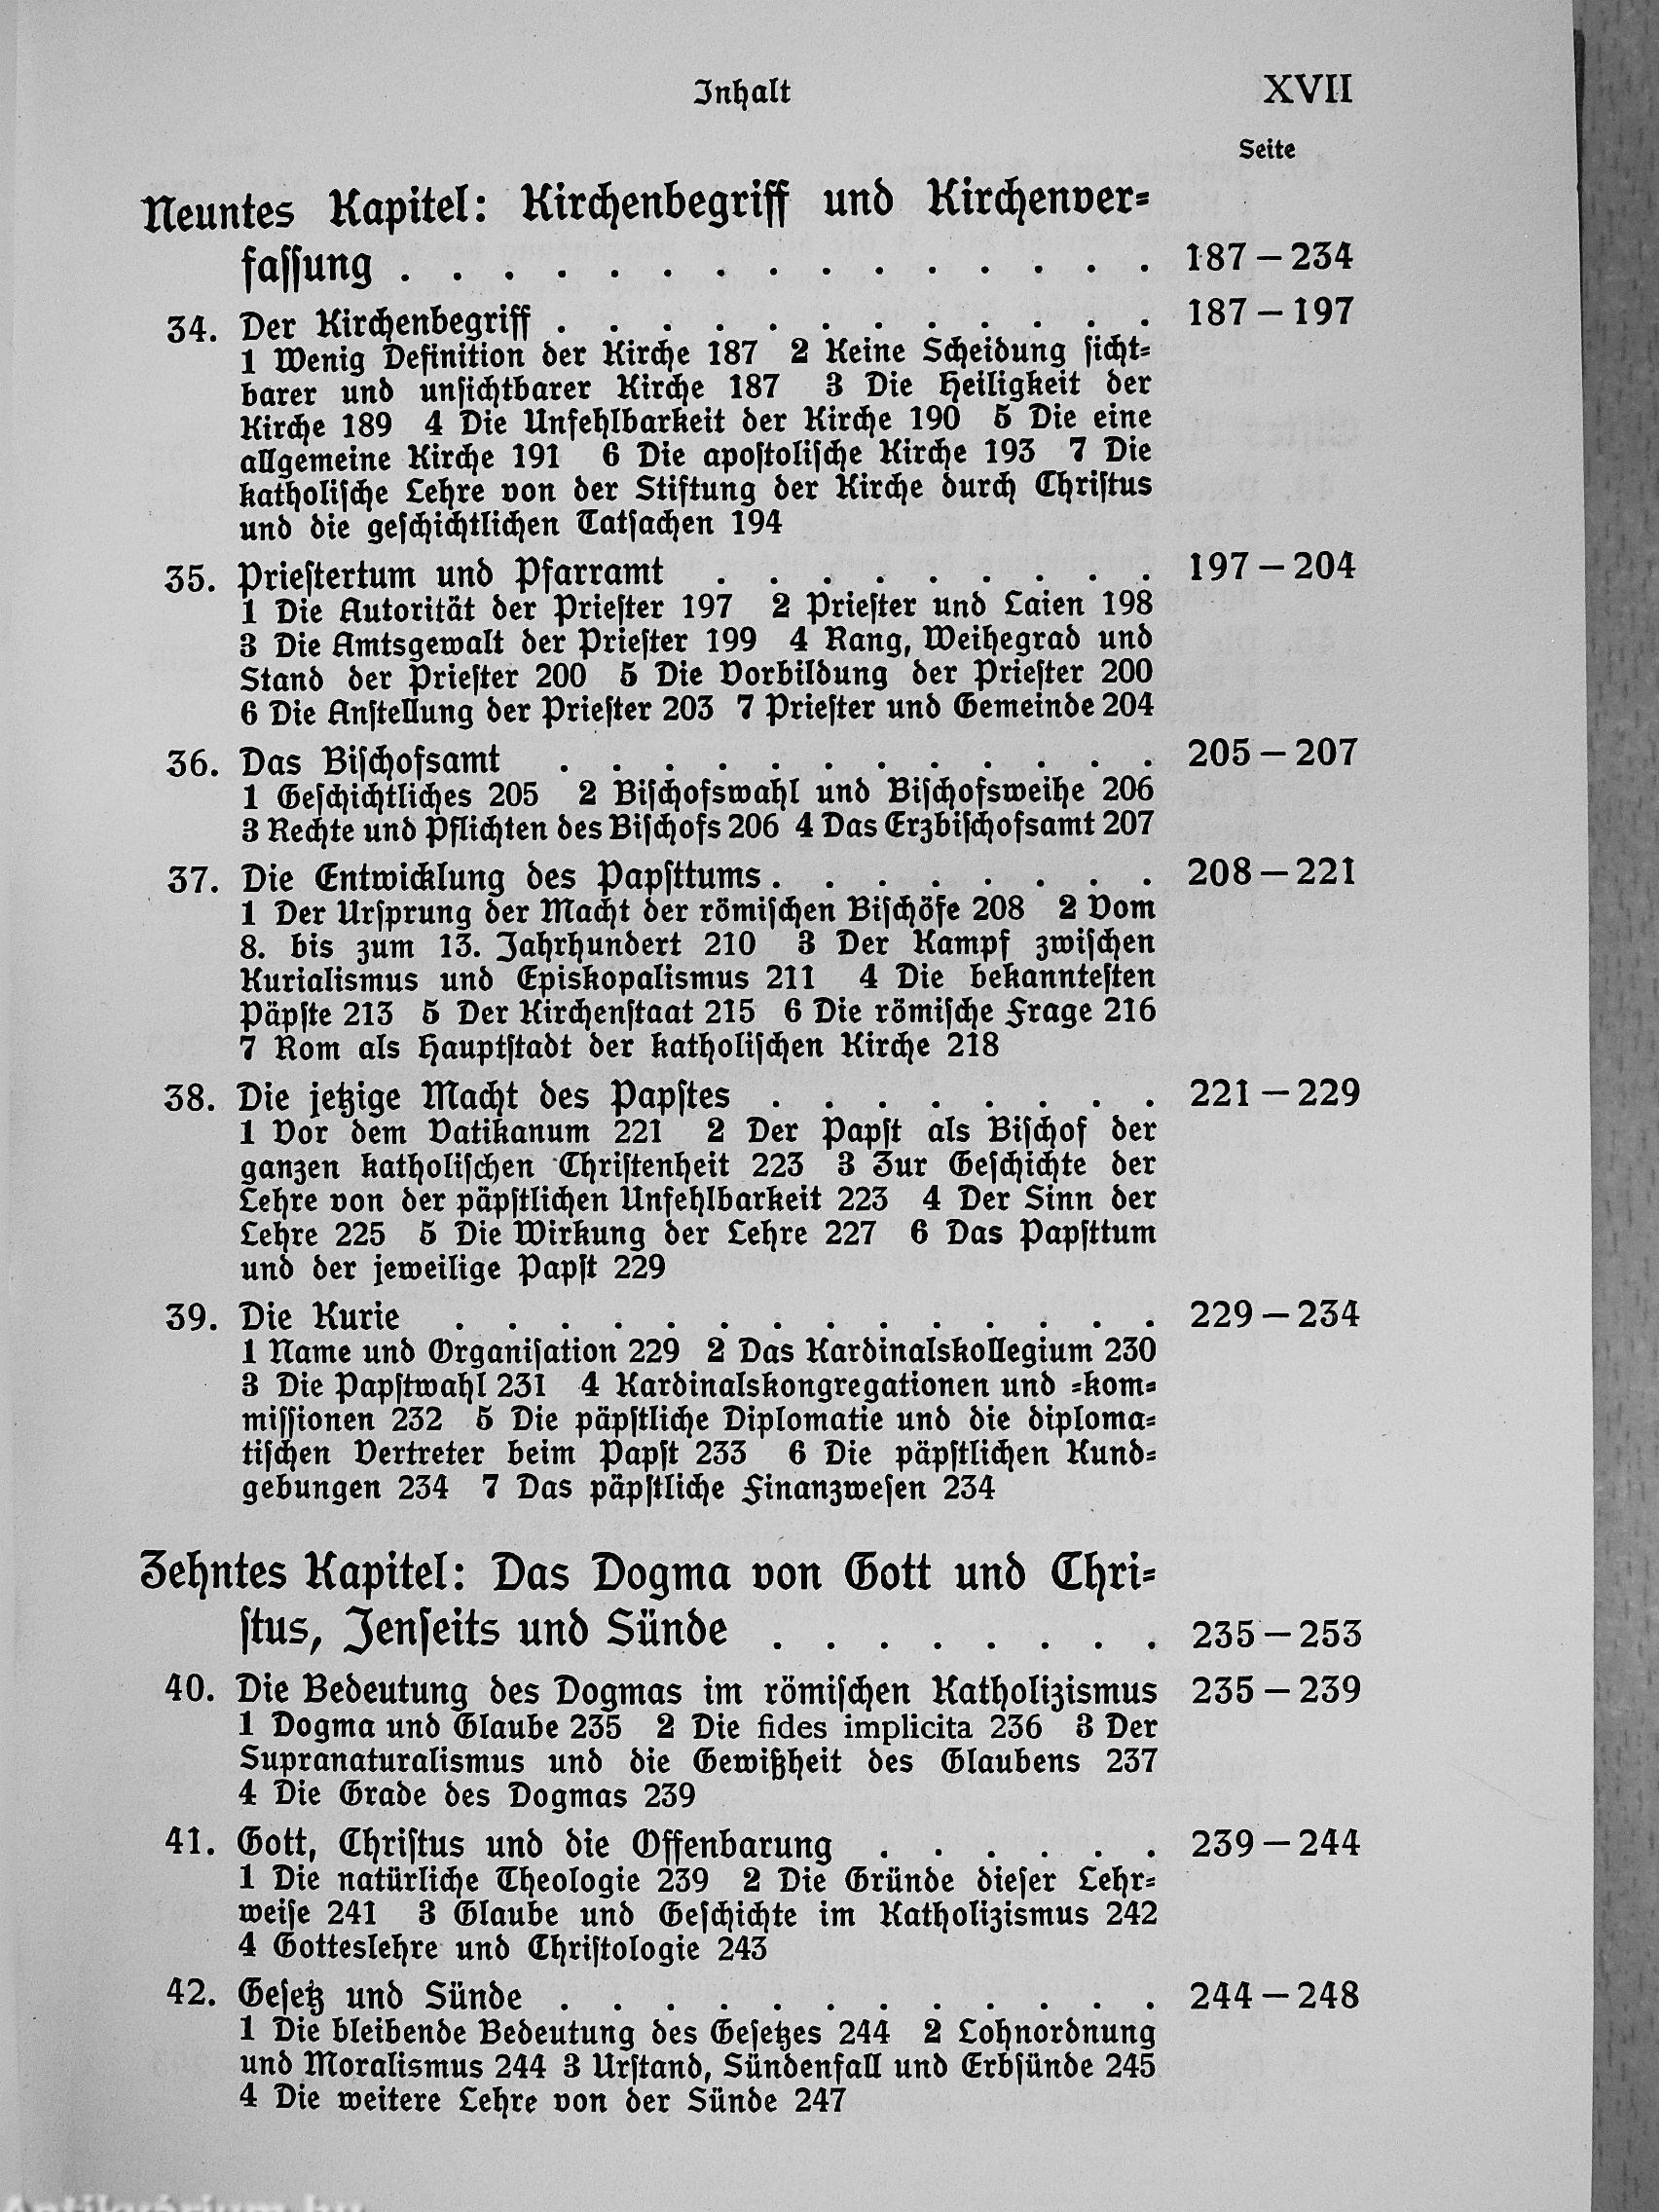 Inhalt XVII
Seite
Neuntes Kapitel: Kirchenbegriff und Kirchenver-
fassung . . . . . . . . . . . . . . . 187 – 234
34. Der Kirchenbegriff . . . . . . . . . . . . 187 – 197
1 Wenig Definition der Kirche 187 2 Keine Scheidung sicht-
barer und unsichtbarer Kirche 187 3 Die Heiligkeit der
Kirche 189 4 Die Unfehlbarkeit der Kirche 190 5 Die eine
allgemeine Kirche 191 6 Die apostolische Kirche 193 7 Die
katholische Lehre von der Stiftung der Kirche durch Christus
und die geschichtlichen Tatsachen 194
35. Priestertum und Pfarramt . . . . . . . . . 197 – 204
1 Die Autorität der Priester 197 2 Priester und Laien 198
3 Die Amtsgewalt der Priester 199 4 Rang, Weihegrad und
Stand der Priester 200 5 Die Vorbildung der Priester 200
6 Die Anstellung der Priester 203 7 Priester und Gemeinde 204
36. Das Bischofsamt . . . . . . . . . . . . 205 – 207
1 Geschichtliches 205 2 Bischofswahl und Bischofsweihe 206
3 Rechte und Pflichten des Bischofs 206 4 Das Erzbischofsamt 207
37. Die Entwicklung des Papsttums . . . . . . . . 208 – 221
1 Der Ursprung der Macht der römischen Bischöfe 208 2 Vom
8. bis zum 13. Jahrhundert 210 3 Der Kampf zwischen
Kurialismus und Episkopalismus 211 4 Die bekanntesten
Päpste 213 5 Der Kirchenstaat 215 6 Die römische Frage 216
7 Rom als Hauptstadt der katholischen Kirche 218
38. Die jetzige Macht des Papstes . . . . . . . . 221 – 229
1 Vor dem Vatikanum 221 2 Der Papst als Bischof der
ganzen katholischen Christenheit 223 3 Zur Geschichte der
Lehre von der päpstlichen Unfehlbarkeit 223 4 Der Sinn der
Lehre 225 5 Die Wirkung der Lehre 227 6 Das Papsttum
und der jeweilige Papst 229
39. Die Kurie . . . . . . . . . . . . . . 229 – 234
1 Name und Organisation 229 2 Das Kardinalskollegium 230
3 Die Papstwahl 231 4 Kardinalskongregationen und -kom-
missionen 232 5 Die päpstliche Diplomatie und die diploma-
tischen Vertreter beim Papst 233 6 Die päpstlichen Kund-
gebungen 234 7 Das päpstliche Finanzwesen 234
Zehntes Kapitel: Das Dogma von Gott und Chri-
stus, Jenseits und Sünde . . . . . . . . 235 – 253
40. Die Bedeutung des Dogmas im römischen Katholizismus 235 – 239
1 Dogma und Glaube 235 2 Die fides implicita 236 3 Der
Supranaturalismus und die Gewißheit des Glaubens 237
4 Die Grade des Dogmas 239
41. Gott, Christus und die Offenbarung . . . . . . 239 – 244
1 Die natürliche Theologie 239 2 Die Gründe dieser Lehr-
weise 241 3 Glaube und Geschichte im Katholizismus 242
4 Gotteslehre und Christologie 243
42. Gesetz und Sünde . . . . . . . . . . . . 244 – 248
1 Die bleibende Bedeutung des Gesetzes 244 2 Lohnordnung
und Moralismus 244 3 Urstand, Sündenfall und Erbsünde 245
4 Die weitere Lehre von der Sünde 247